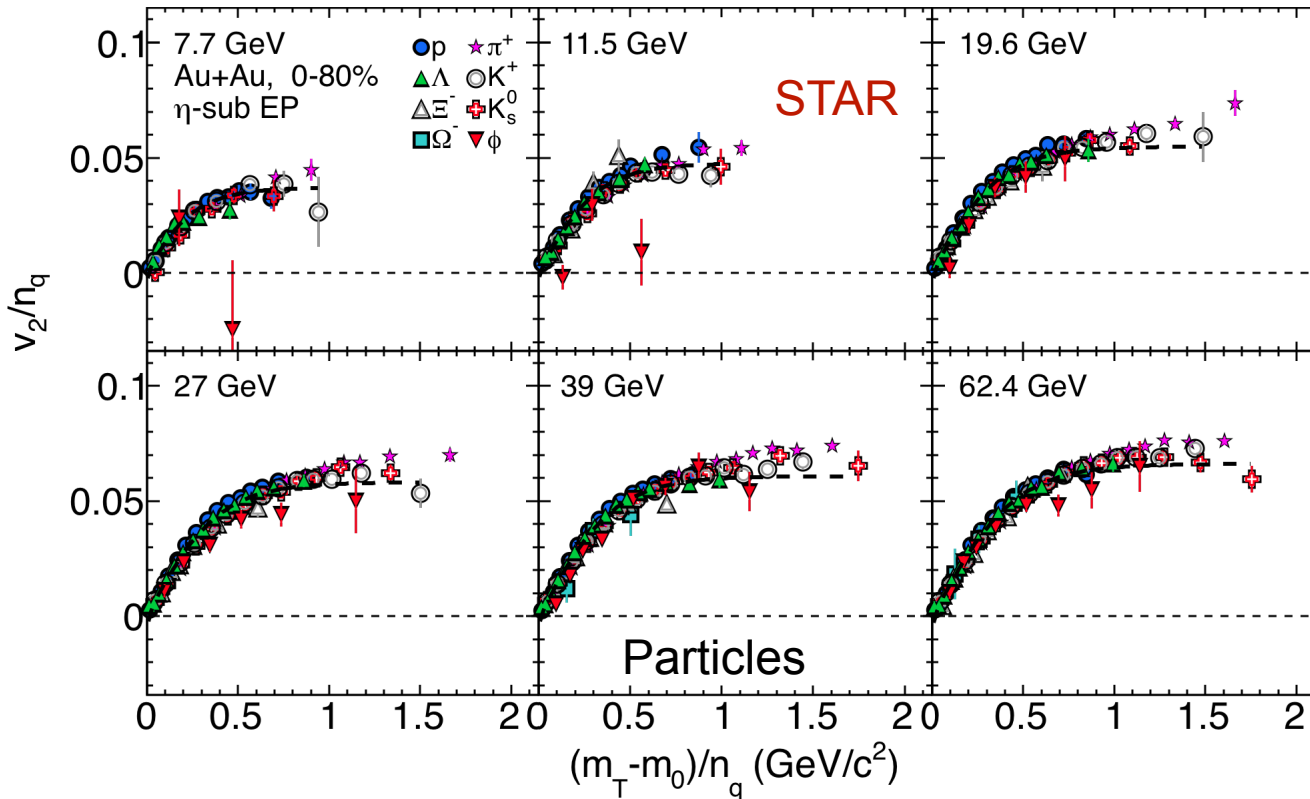 0.1
0.05
0
7.7 GeV
Au+Au, 0-80%
η-sub EP
p π⁺
Λ K⁺
Ξ⁻ K⁰ₛ
Ω⁻ φ
11.5 GeV
STAR
19.6 GeV
v₂/n_q
0.1
0.05
0
27 GeV
39 GeV
62.4 GeV
Particles
0 0.5 1 1.5 2 0 0.5 1 1.5 2 0 0.5 1 1.5 2
(m_T-m₀)/n_q (GeV/c²)